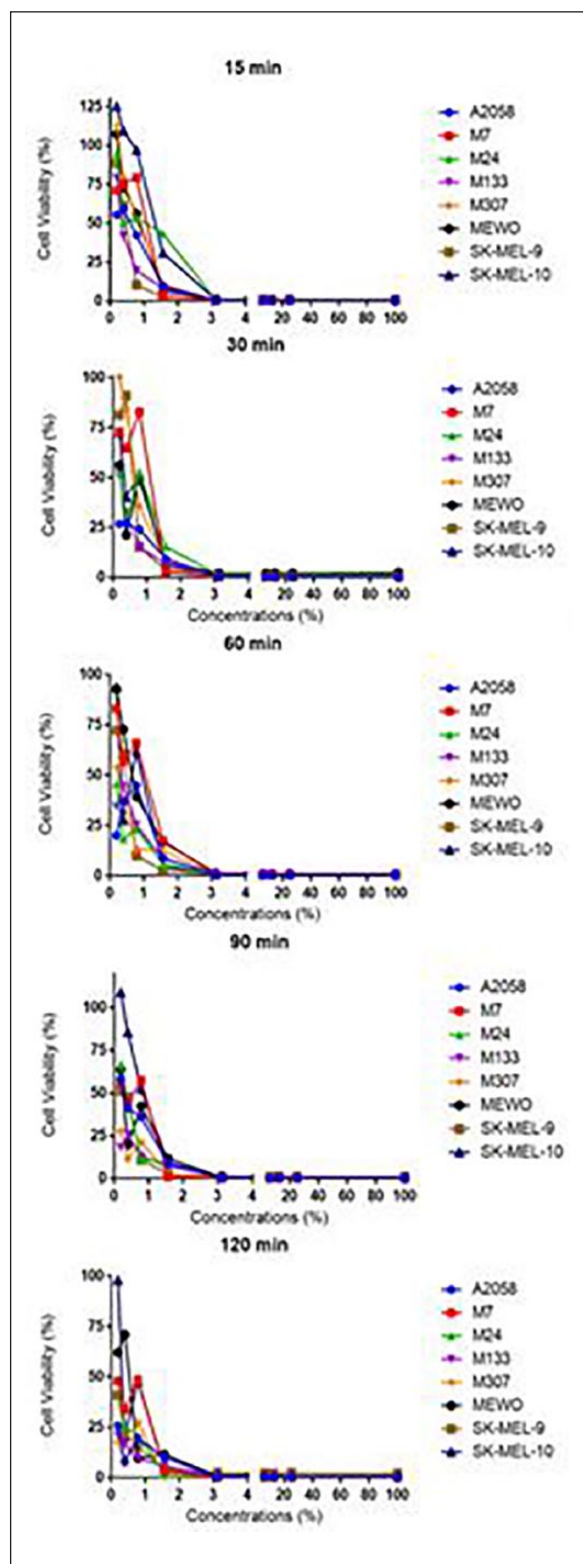 15 min
Cell Viability (%)
125
100
75
50
25
0
0 1 2 3 4 20 40 60 80 100
A2058
M7
M24
M133
M307
MEWO
SK-MEL-9
SK-MEL-10
30 min
Cell Viability (%)
100
75
50
25
0
0 1 2 3 4 20 40 60 80 100
Concentrations (%)
A2058
M7
M24
M133
M307
MEWO
SK-MEL-9
SK-MEL-10
60 min
Cell Viability (%)
100
75
50
25
0
0 1 2 3 4 20 40 60 80 100
Concentrations (%)
A2058
M7
M24
M133
M307
MEWO
SK-MEL-9
SK-MEL-10
90 min
Cell Viability (%)
100
75
50
25
0
0 1 2 3 4 20 40 60 80 100
Concentrations (%)
A2058
M7
M24
M133
M307
MEWO
SK-MEL-9
SK-MEL-10
120 min
Cell Viability (%)
100
75
50
25
0
0 1 2 3 4 20 40 60 80 100
Concentrations (%)
A2058
M7
M24
M133
M307
MEWO
SK-MEL-9
SK-MEL-10